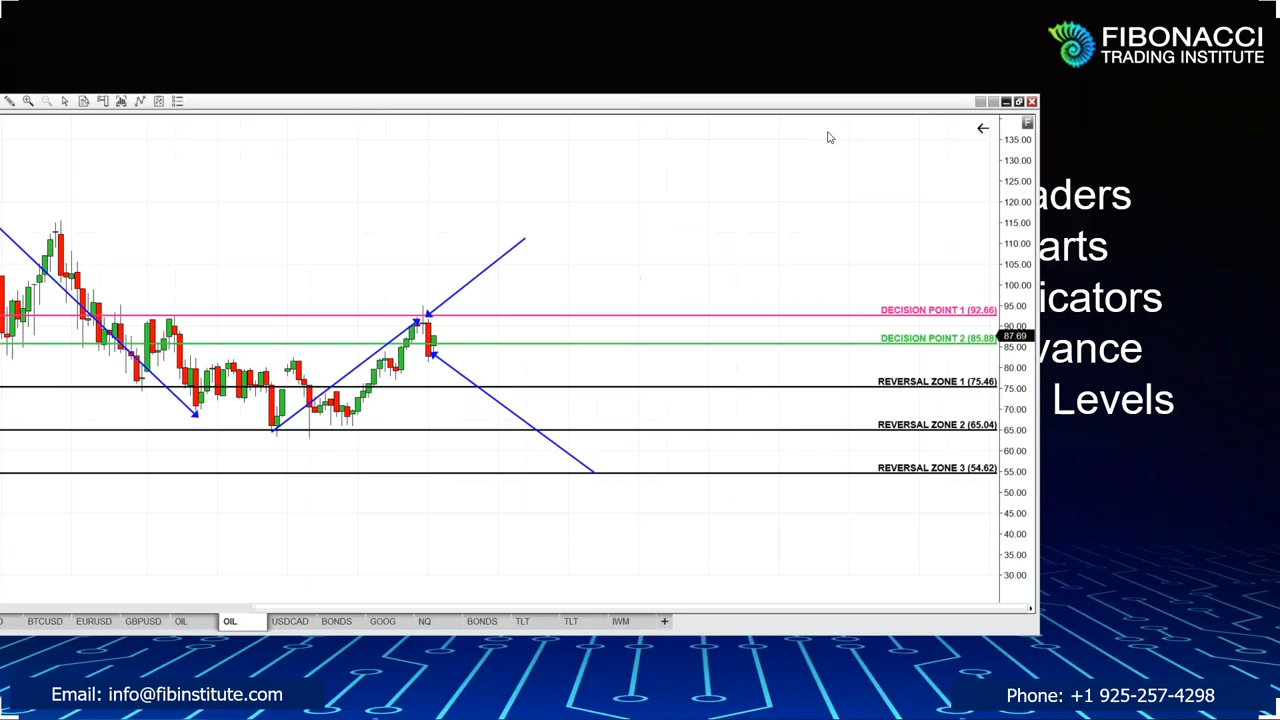 FIBONACCI
TRADING INSTITUTE
F
135.00
130.00
125.00
120.00
115.00
110.00
105.00
100.00
95.00
90.00
87.69
85.00
80.00
75.00
70.00
65.00
60.00
55.00
50.00
45.00
40.00
35.00
30.00
DECISION POINT 1 (92.66)
DECISION POINT 2 (85.88)
REVERSAL ZONE 1 (75.46)
REVERSAL ZONE 2 (65.04)
REVERSAL ZONE 3 (54.62)
aders
arts
icators
vance
Levels
BTCUSD EURUSD GBPUSD OIL OIL USDCAD BONDS GOOG NQ BONDS TLT TLT IWM +
Email: info@fibinstitute.com
Phone: +1 925-257-4298